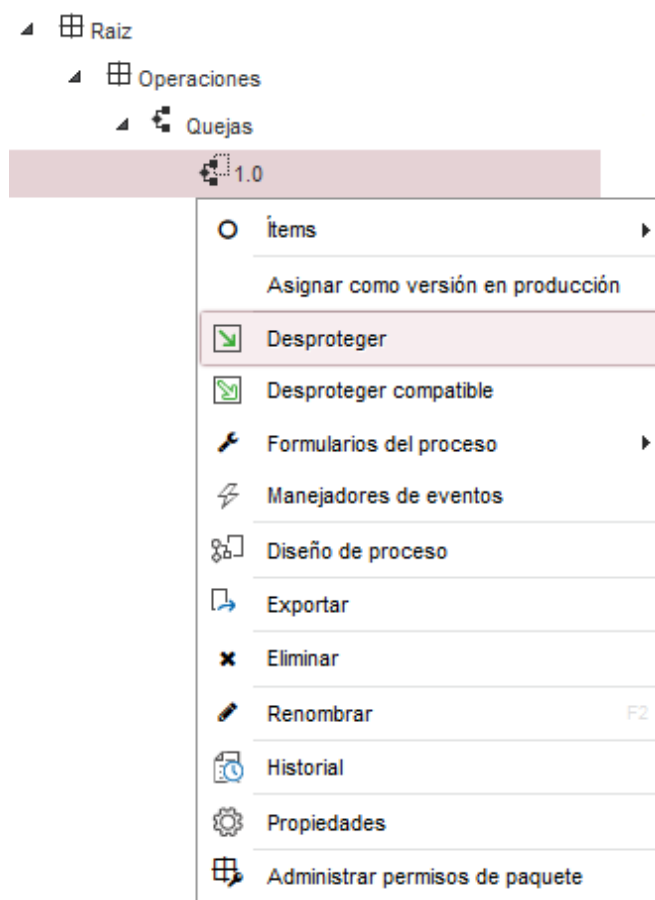 Raiz
Operaciones
Quejas
1.0
Ítems
Asignar como versión en producción
Desproteger
Desproteger compatible
Formularios del proceso
Manejadores de eventos
Diseño de proceso
Exportar
Eliminar
Renombrar F2
Historial
Propiedades
Administrar permisos de paquete